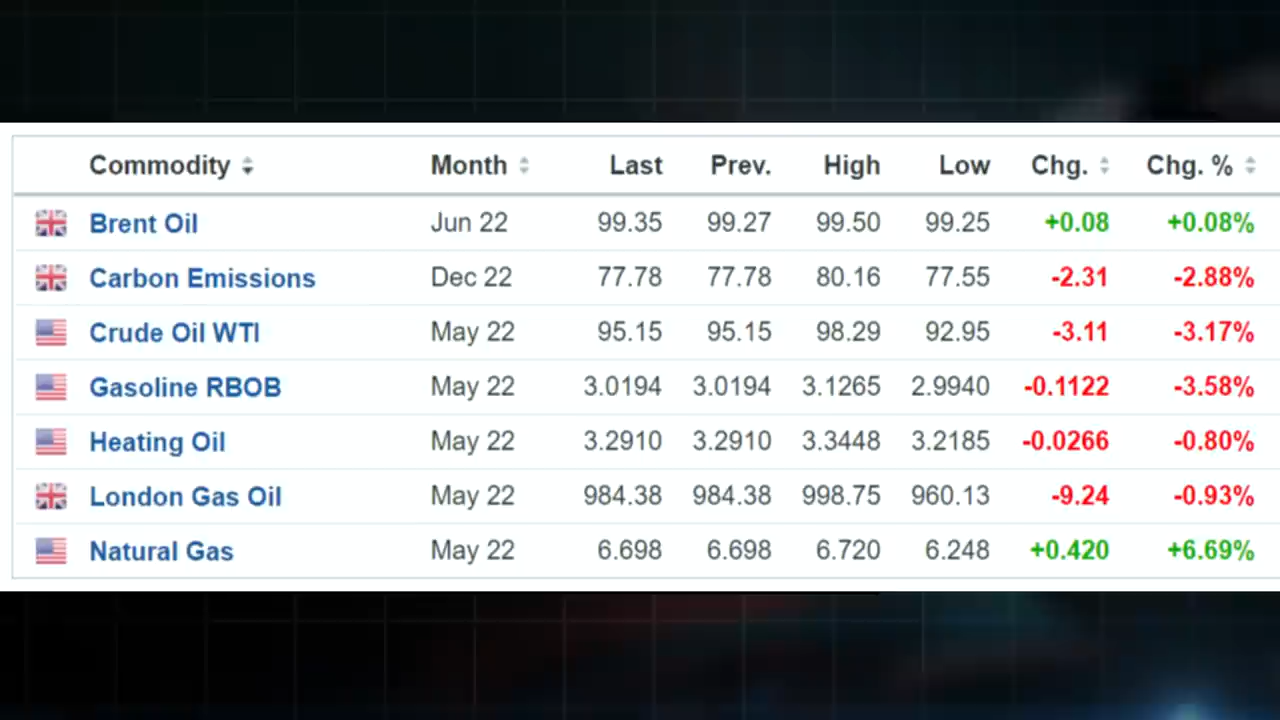 Commodity Month Last Prev. High Low Chg. Chg. %
Brent Oil Jun 22 99.35 99.27 99.50 99.25 +0.08 +0.08%
Carbon Emissions Dec 22 77.78 77.78 80.16 77.55 -2.31 -2.88%
Crude Oil WTI May 22 95.15 95.15 98.29 92.95 -3.11 -3.17%
Gasoline RBOB May 22 3.0194 3.0194 3.1265 2.9940 -0.1122 -3.58%
Heating Oil May 22 3.2910 3.2910 3.3448 3.2185 -0.0266 -0.80%
London Gas Oil May 22 984.38 984.38 998.75 960.13 -9.24 -0.93%
Natural Gas May 22 6.698 6.698 6.720 6.248 +0.420 +6.69%